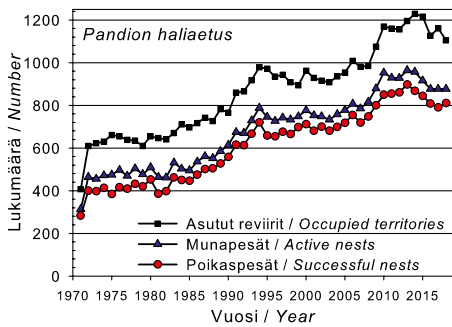 Pandion haliaetus
Lukumäärä / Number
1200
1000
800
600
400
200
0
Asutut reviirit / Occupied territories
Munapesät / Active nests
Poikaspesät / Successful nests
1970 1975 1980 1985 1990 1995 2000 2005 2010 2015
Vuosi / Year